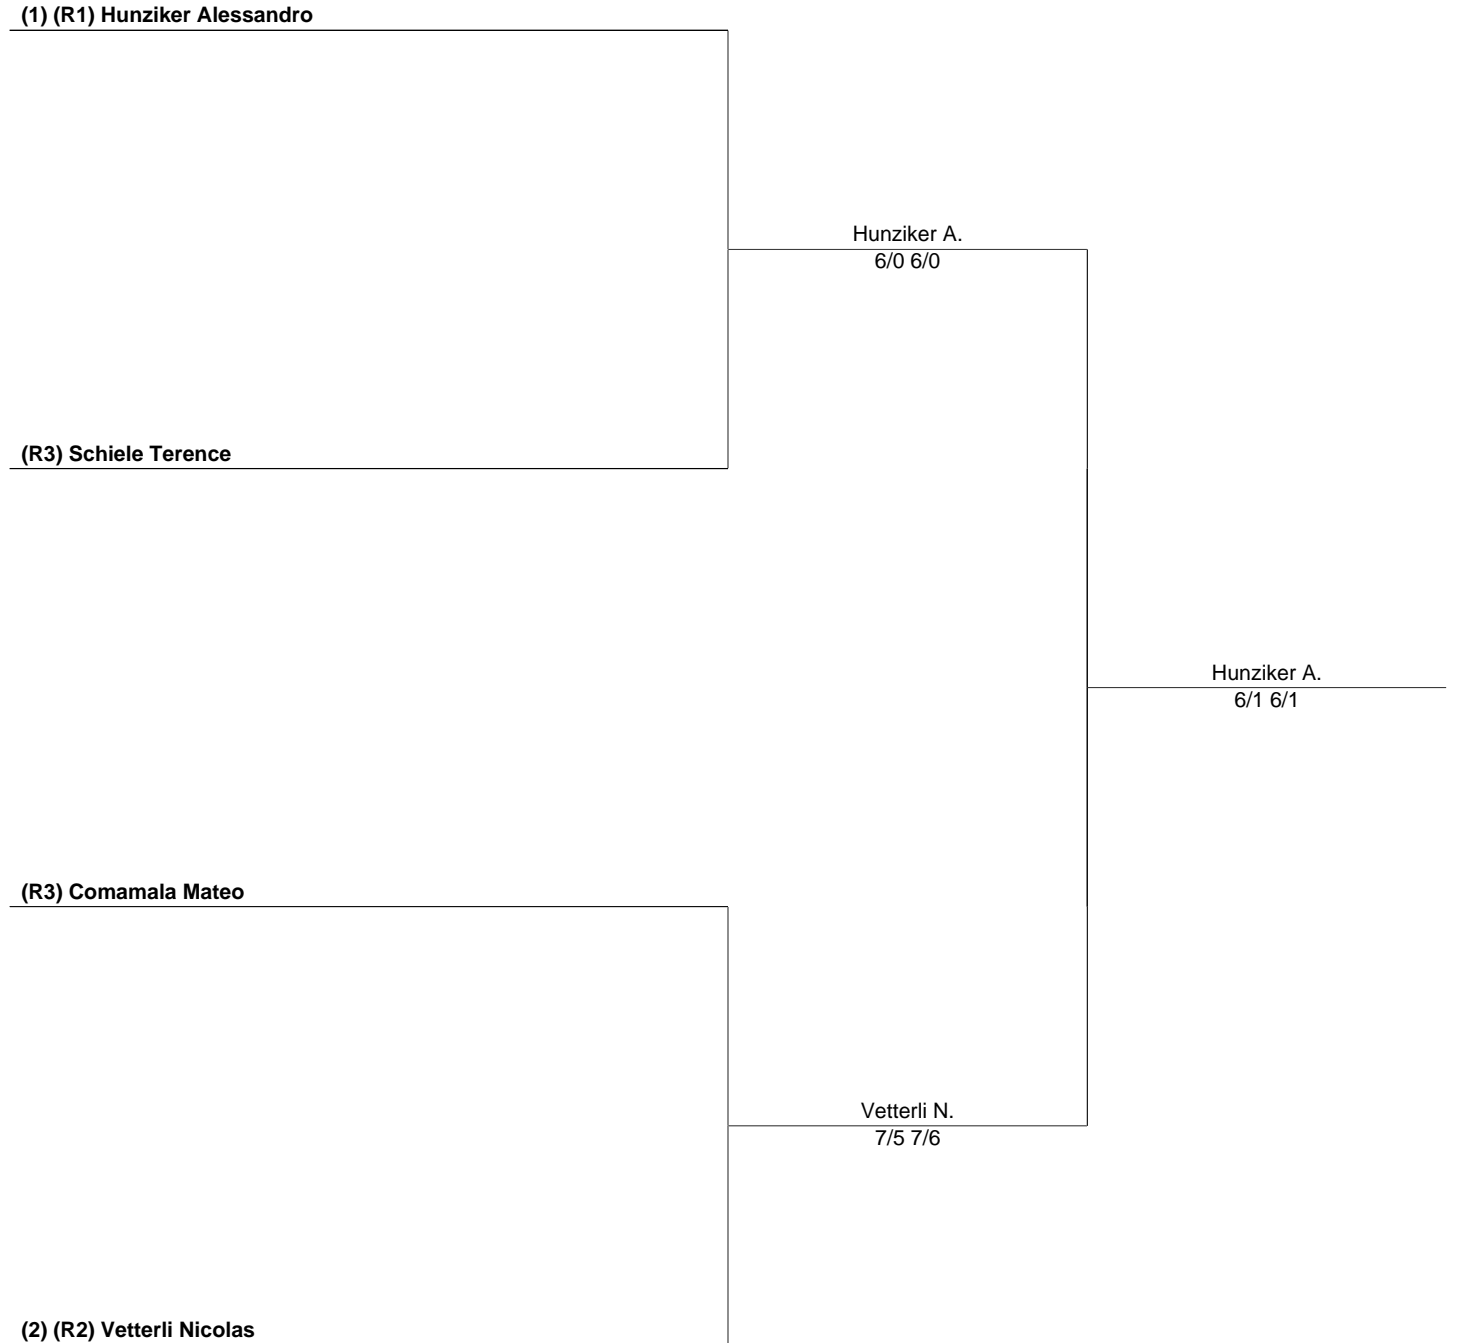 (1) (R1) Hunziker Alessandro
Hunziker A.
6/0 6/0
(R3) Schiele Terence
Hunziker A.
6/1 6/1
(R3) Comamala Mateo
Vetterli N.
7/5 7/6
(2) (R2) Vetterli Nicolas